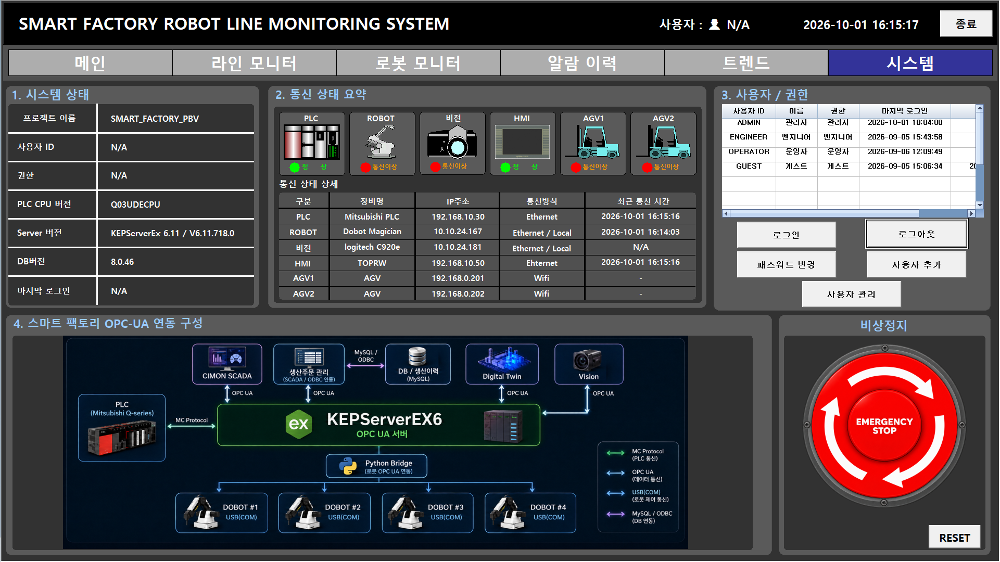 SMART FACTORY ROBOT LINE MONITORING SYSTEM
사용자 : N/A
2026-10-01 16:15:17
종료
메인
라인 모니터
로봇 모니터
알람 이력
트렌드
시스템
1. 시스템 상태
프로젝트 이름 SMART_FACTORY_PBV
사용자 ID N/A
권한 N/A
PLC CPU 버전 Q03UDECPU
Server 버전 KEPServerEx 6.11 / V6.11.718.0
DB버전 8.0.46
마지막 로그인 N/A
2. 통신 상태 요약
PLC ROBOT 비전 HMI AGV1 AGV2
정 상 통신이상 통신이상 정 상 통신이상 통신이상
통신 상태 상세
구분 장비명 IP주소 통신방식 최근 통신 시간
PLC Mitsubishi PLC 192.168.10.30 Ethernet 2026-10-01 16:15:16
ROBOT Dobot Magician 10.10.24.167 Ethernet / Local 2026-10-01 16:14:03
비전 logitech C920e 10.10.24.181 Ethernet / Local N/A
HMI TOPRW 192.168.10.50 Ehternet 2026-10-01 16:15:16
AGV1 AGV 192.168.0.201 Wifi -
AGV2 AGV 192.168.0.202 Wifi -
3. 사용자 / 권한
사용자 ID 이름 권한 마지막 로그인
ADMIN 관리자 관리자 2026-10-01 10:04:00
ENGINEER 엔지니어 엔지니어 2026-09-05 15:43:58
OPERATOR 운영자 운영자 2026-09-06 12:09:49
GUEST 게스트 게스트 2026-09-05 15:06:34
로그인
로그아웃
패스워드 변경
사용자 추가
사용자 관리
4. 스마트 팩토리 OPC-UA 연동 구성
CIMON SCADA
생산주문 관리
(SCADA / ODBC 연동)
MySQL /
ODBC
DB / 생산이력
(MySQL)
Digital Twin
Vision
OPC UA
OPC UA
OPC UA
OPC UA
PLC
(Mitsubishi Q-series)
MC Protocol
ex
KEPServerEX6
OPC UA 서버
Python Bridge
(로봇 OPC UA 연동)
DOBOT #1
USB(COM)
DOBOT #2
USB(COM)
DOBOT #3
USB(COM)
DOBOT #4
USB(COM)
MC Protocol
(PLC 통신)
OPC UA
(데이터 통신)
USB(COM)
(로봇 제어 통신)
MySQL / ODBC
(DB 연동)
비상정지
EMERGENCY
STOP
RESET